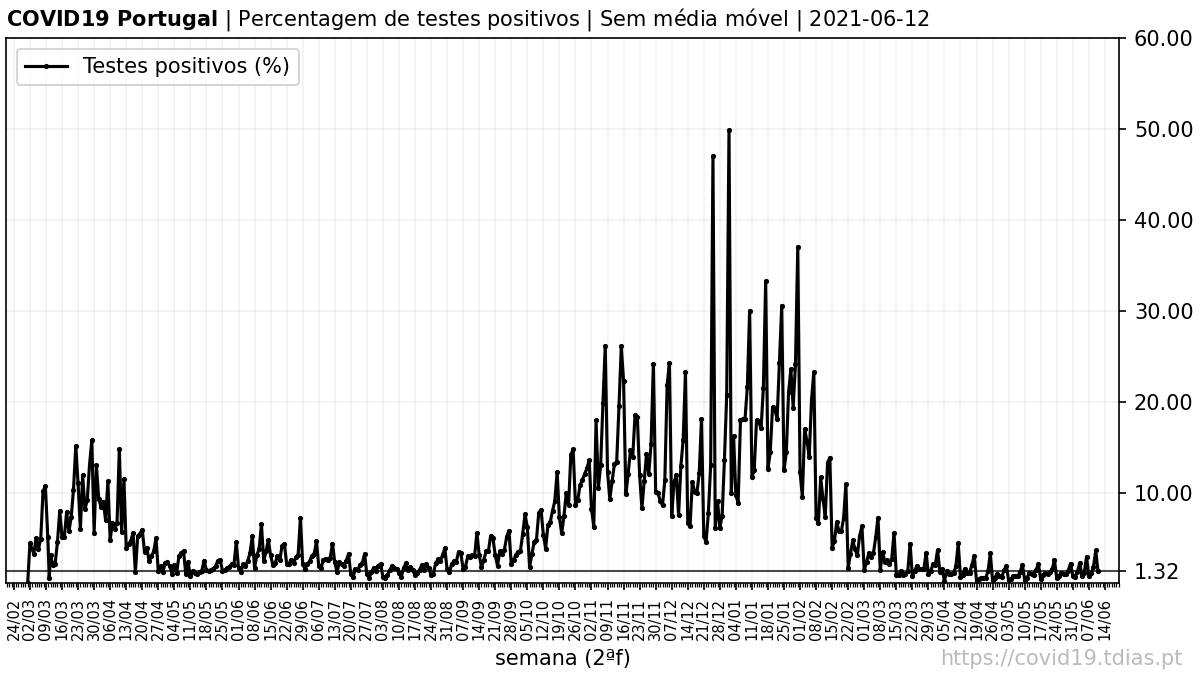 COVID19 Portugal | Percentagem de testes positivos | Sem média móvel | 2021-06-12
Testes positivos (%)
60.00
50.00
40.00
30.00
20.00
10.00
1.32
24/02 02/03 09/03 16/03 23/03 30/03 06/04 13/04 20/04 27/04 04/05 11/05 18/05 25/05 01/06 08/06 15/06 22/06 29/06 06/07 13/07 20/07 27/07 03/08 10/08 17/08 24/08 31/08 07/09 14/09 21/09 28/09 05/10 12/10 19/10 26/10 02/11 09/11 16/11 23/11 30/11 07/12 14/12 21/12 28/12 04/01 11/01 18/01 25/01 01/02 08/02 15/02 22/02 01/03 08/03 15/03 22/03 29/03 05/04 12/04 19/04 26/04 03/05 10/05 17/05 24/05 31/05 07/06 14/06
semana (2ªf)
https://covid19.tdias.pt